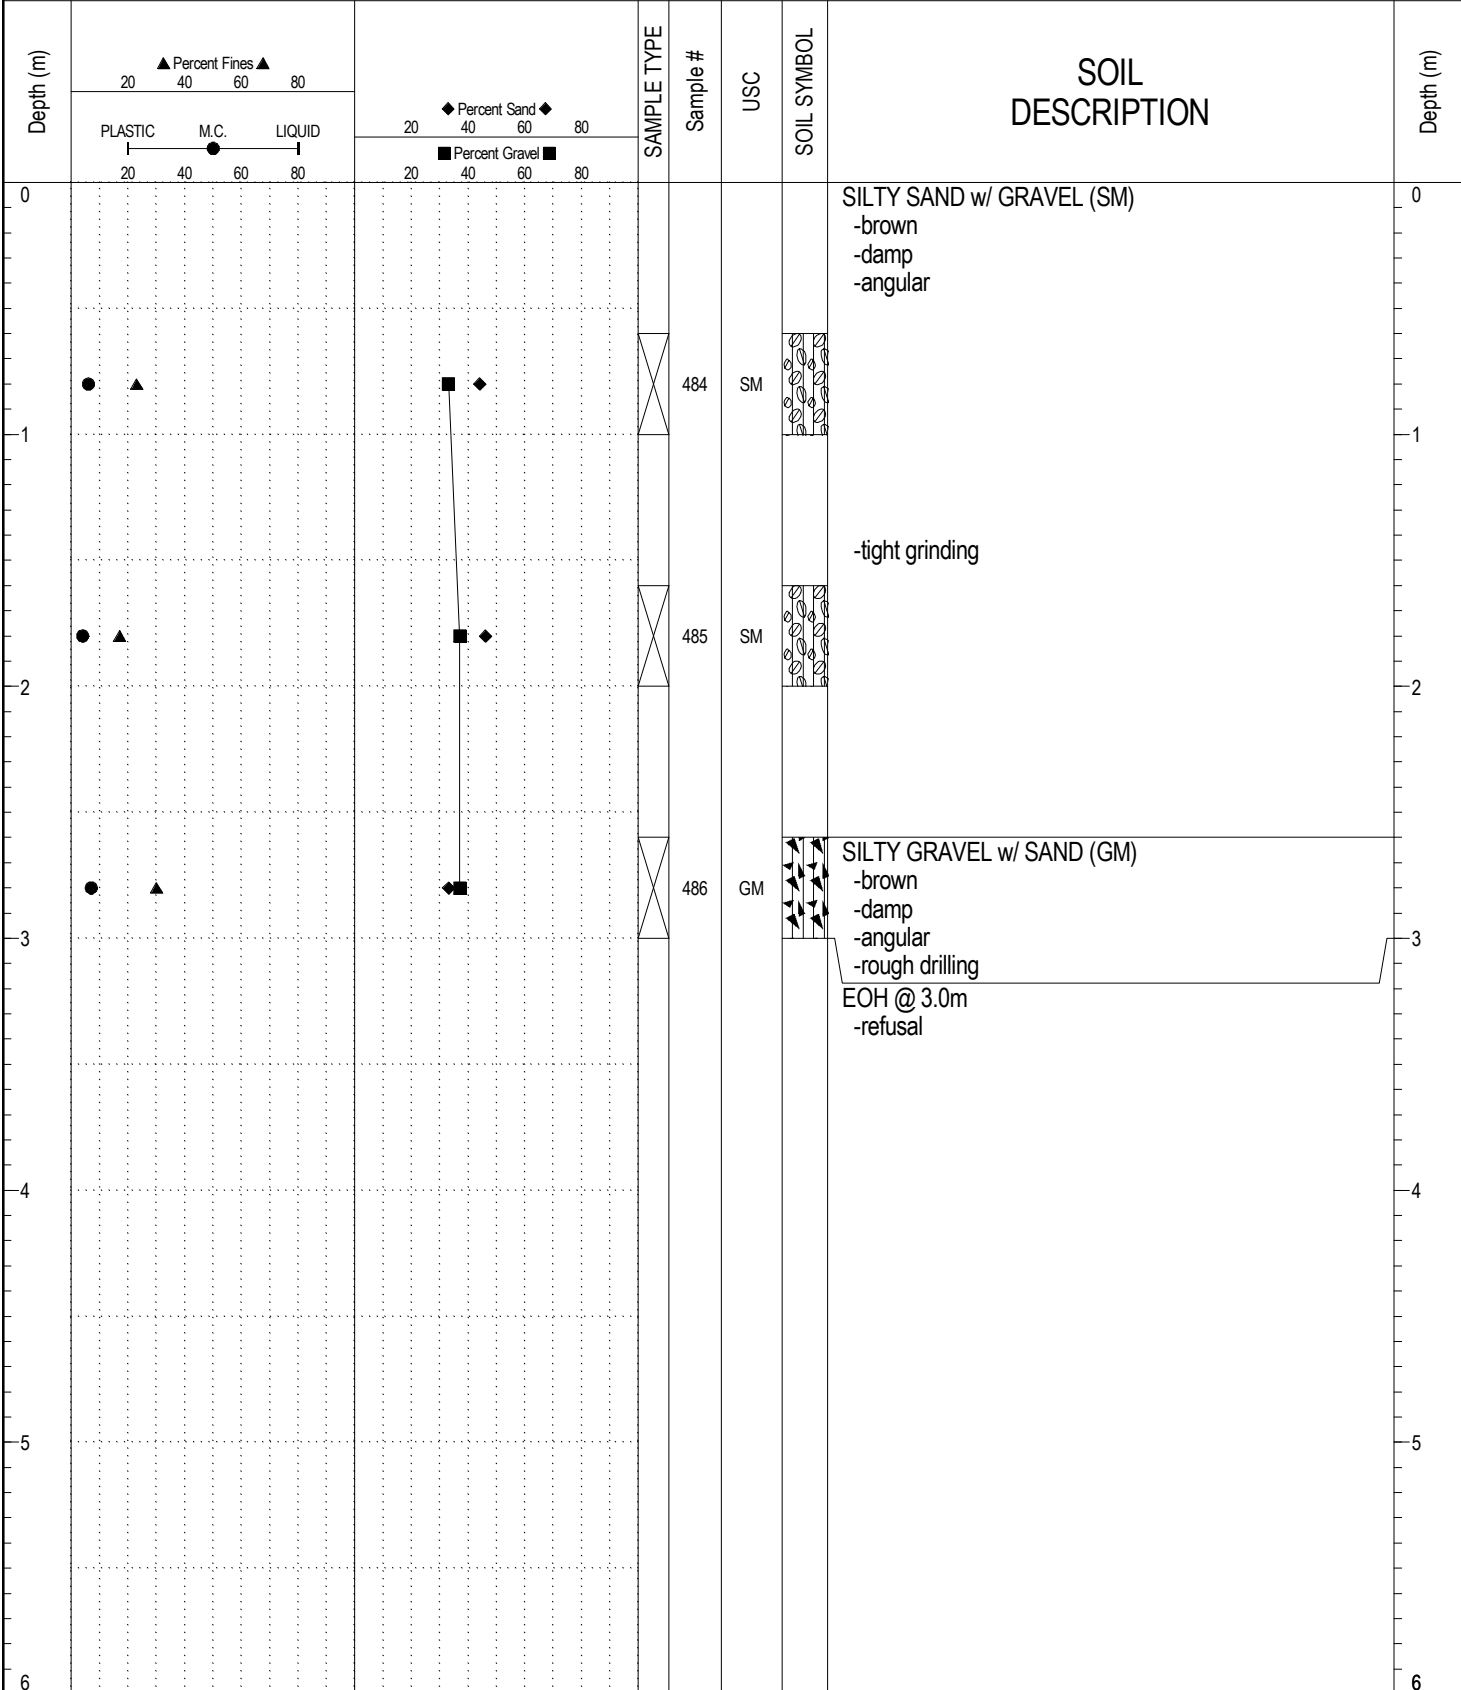 Depth (m)
▲ Percent Fines ▲
20 40 60 80
PLASTIC M.C. LIQUID
20 40 60 80
◆ Percent Sand ◆
20 40 60 80
■ Percent Gravel ■
20 40 60 80
SAMPLE TYPE
Sample #
USC
SOIL SYMBOL
SOIL
DESCRIPTION
Depth (m)
0 0
SILTY SAND w/ GRAVEL (SM)
-brown
-damp
-angular
484 SM
1 1
-tight grinding
485 SM
2 2
SILTY GRAVEL w/ SAND (GM)
-brown
486 GM
-damp
-angular
3 3
-rough drilling
EOH @ 3.0m
-refusal
4 4
5 5
6 6